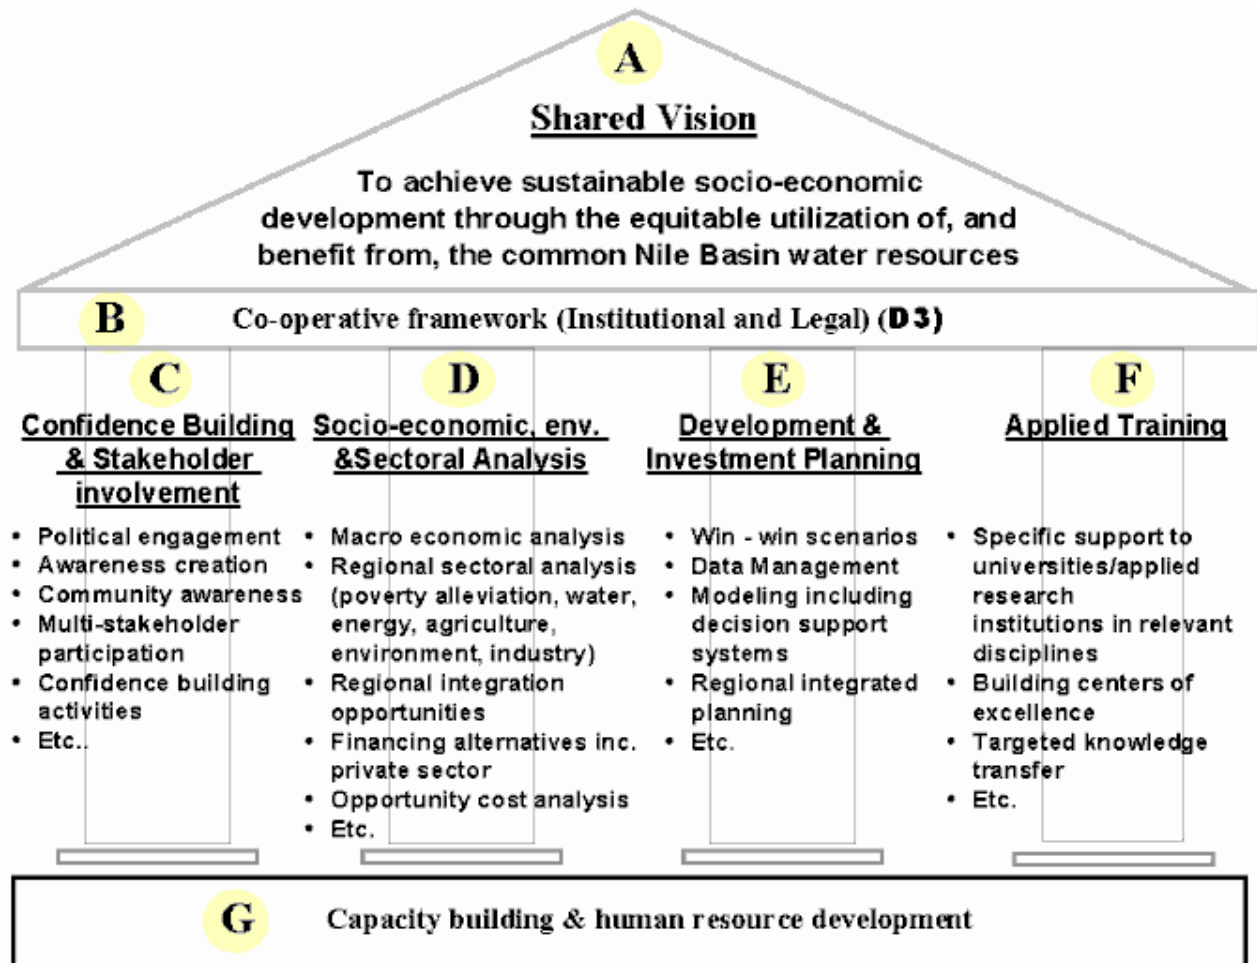 A
Shared Vision
To achieve sustainable socio-economic
development through the equitable utilization of, and
benefit from, the common Nile Basin water resources
B
Co-operative framework (Institutional and Legal) (D3)
C
Confidence Building
& Stakeholder
involvement
• Political engagement
• Awareness creation
• Community awareness
• Multi-stakeholder
participation
• Confidence building
activities
• Etc..
D
Socio-economic, env.
&Sectoral Analysis
• Macro economic analysis
• Regional sectoral analysis
(poverty alleviation, water,
energy, agriculture,
environment, industry)
• Regional integration
opportunities
• Financing alternatives inc.
private sector
• Opportunity cost analysis
• Etc.
E
Development &
Investment Planning
• Win - win scenarios
• Data Management
• Modeling including
decision support
systems
• Regional integrated
planning
• Etc.
F
Applied Training
• Specific support to
universities/applied
research
institutions in relevant
disciplines
• Building centers of
excellence
• Targeted knowledge
transfer
• Etc.
G
Capacity building & human resource development